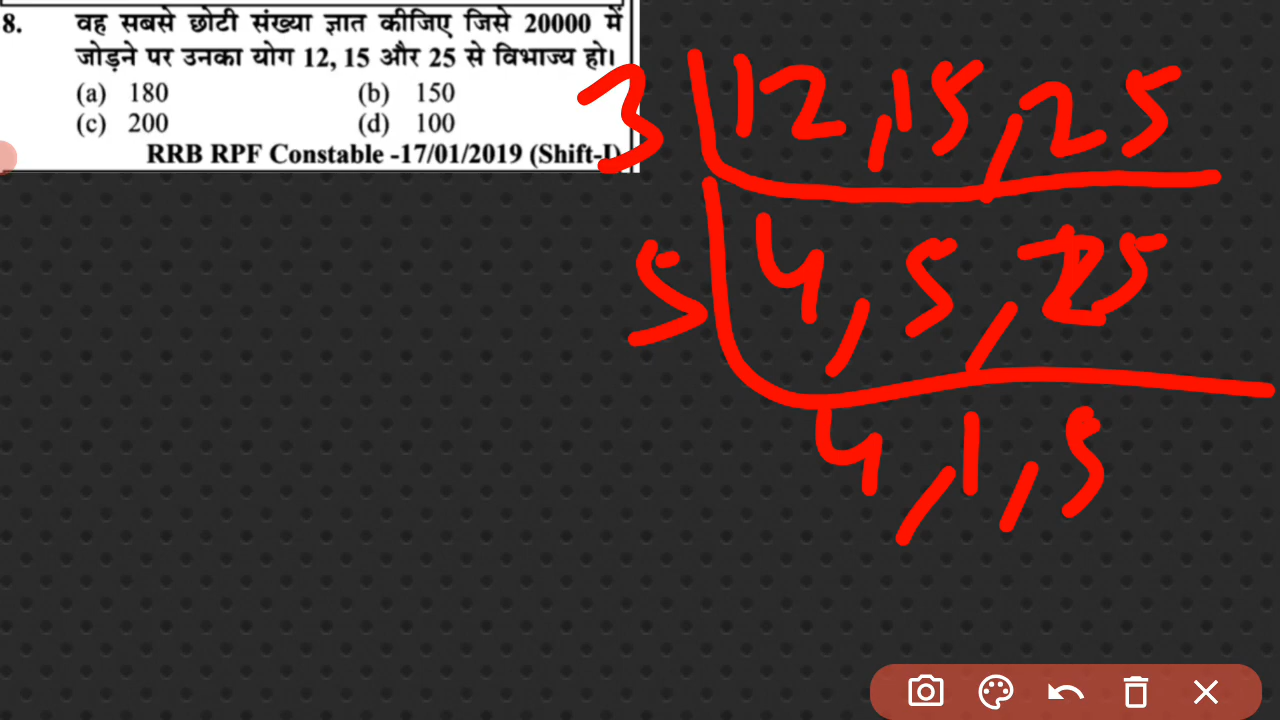 8. वह सबसे छोटी संख्या ज्ञात कीजिए जिसे 20000 में
जोड़ने पर उनका योग 12, 15 और 25 से विभाज्य हो।
(a) 180 (b) 150
(c) 200 (d) 100
RRB RPF Constable -17/01/2019 (Shift-I)
3 12, 15, 25
5 4, 5, 25
4, 1, 5